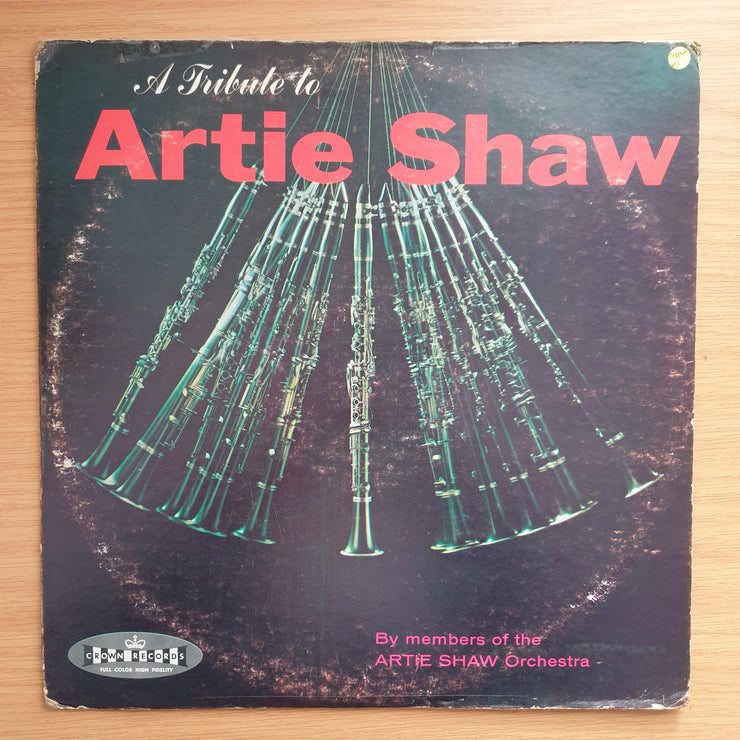 A Tribute to
Artie Shaw
By members of the
ARTIE SHAW Orchestra
CROWN RECORDS
FULL COLOR HIGH FIDELITY